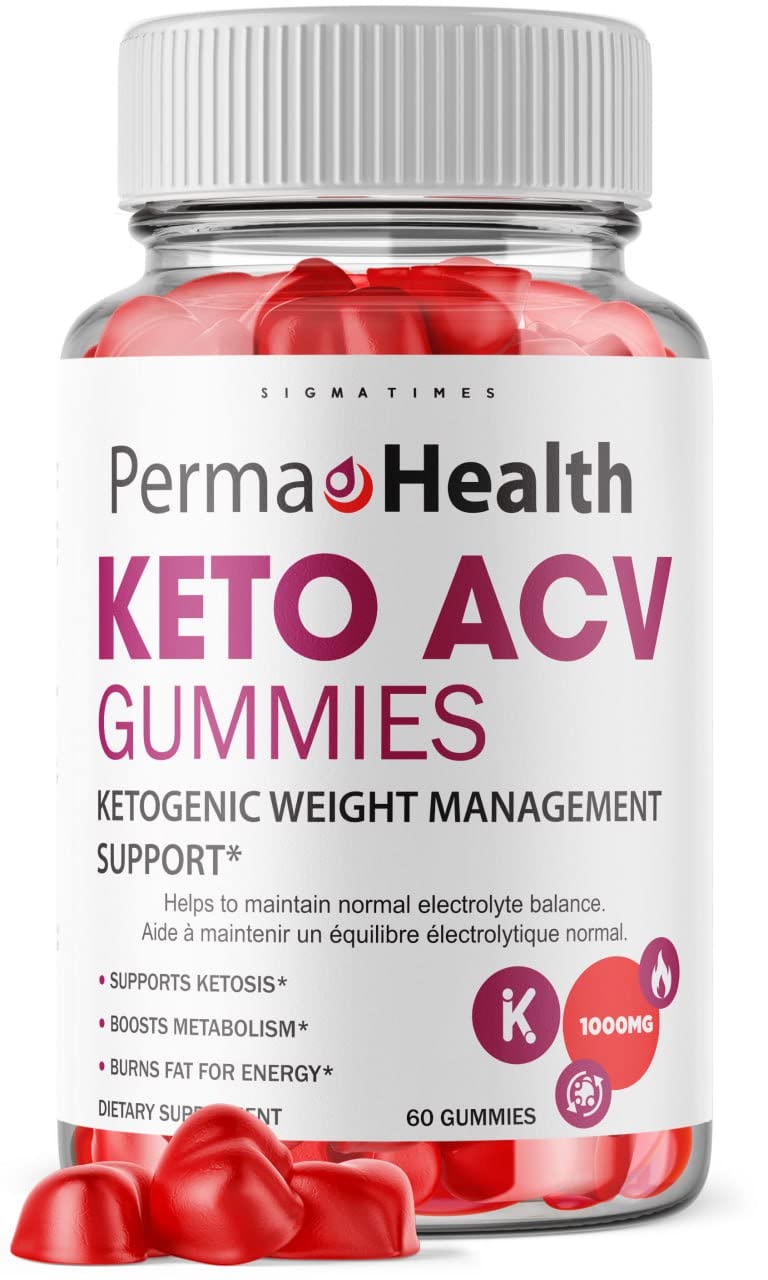 SIGMATIMES
Perma Health
KETO ACV
GUMMIES
KETOGENIC WEIGHT MANAGEMENT
SUPPORT*
Helps to maintain normal electrolyte balance.
Aide à maintenir un équilibre électrolytique normal.
• SUPPORTS KETOSIS*
• BOOSTS METABOLISM*
• BURNS FAT FOR ENERGY*
K
1000MG
DIETARY
60 GUMMIES